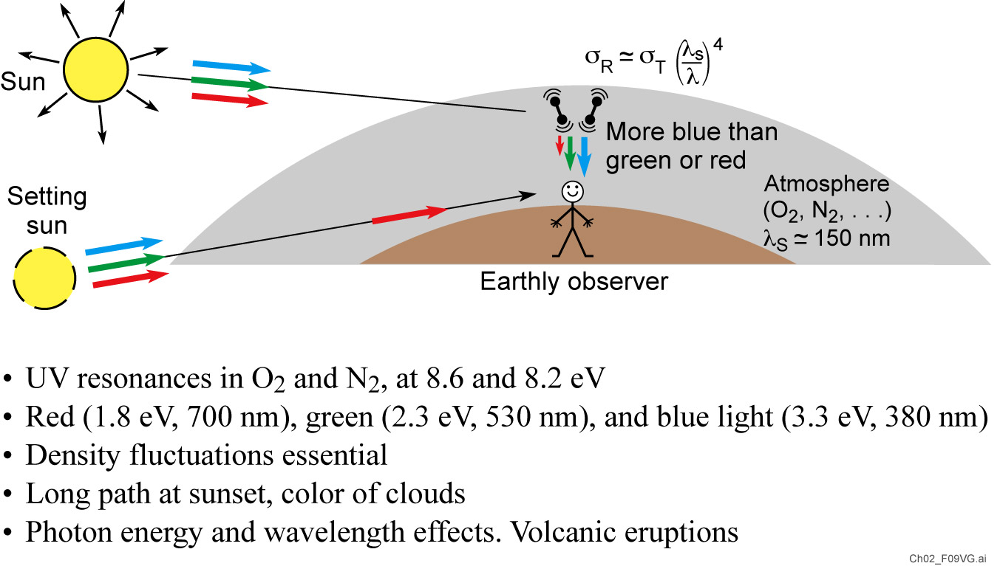 Sun
σR ≃ σT (λs/λ)^4
More blue than
green or red
Setting
sun
Atmosphere
(O2, N2, . . .)
λS ≃ 150 nm
Earthly observer
• UV resonances in O2 and N2, at 8.6 and 8.2 eV
• Red (1.8 eV, 700 nm), green (2.3 eV, 530 nm), and blue light (3.3 eV, 380 nm)
• Density fluctuations essential
• Long path at sunset, color of clouds
• Photon energy and wavelength effects. Volcanic eruptions
Ch02_F09VG.ai